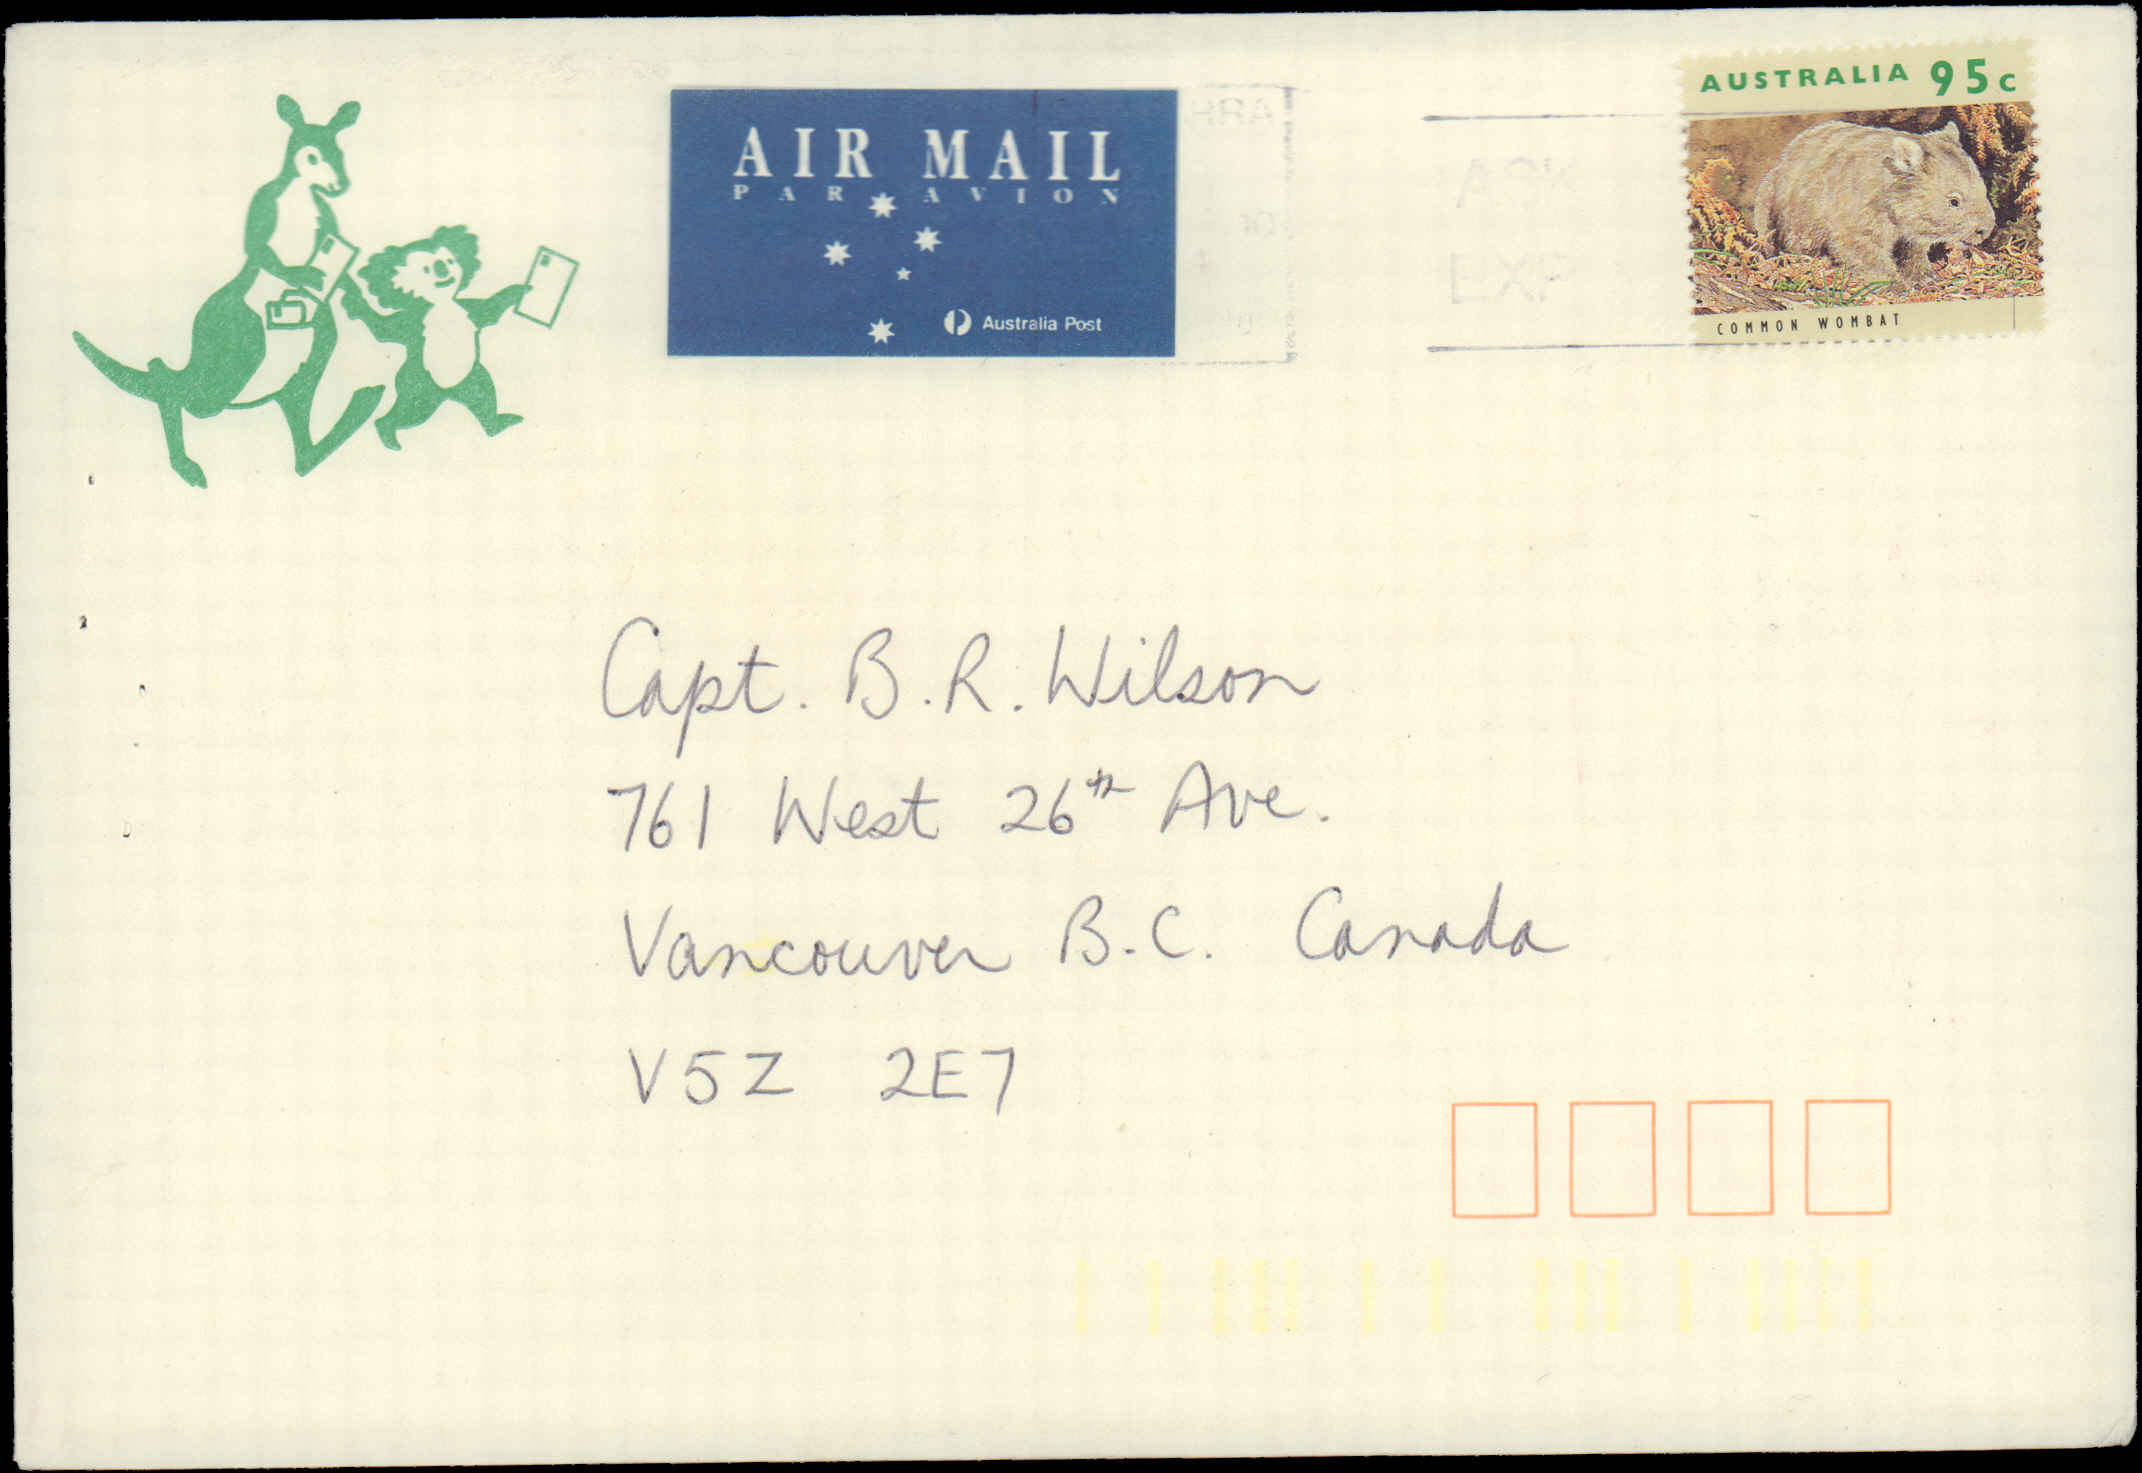 AIR MAIL
PAR AVION
Australia Post
AUSTRALIA 95c
COMMON WOMBAT
Capt. B.R. Wilson
761 West 26th Ave.
Vancouver B.C. Canada
V5Z 2E7